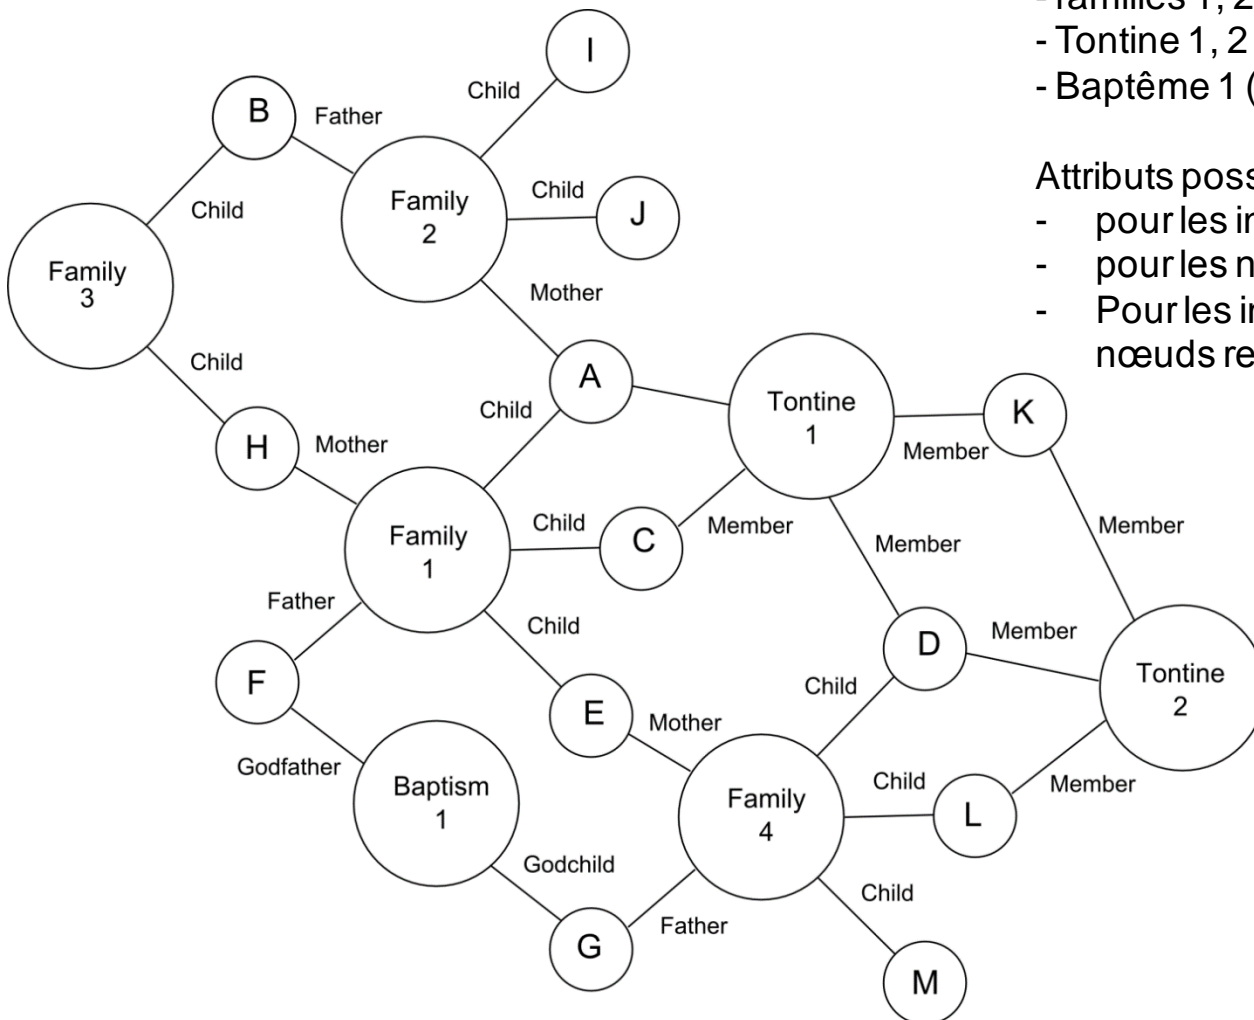 - familles 1, 2
- Tontine 1, 2
- Baptême 1 (
Attributs poss
- pour les in
- pour les n
- Pour les in
nœuds re
I
Child
B
Father
Family
2
Child
J
Child
Family
3
Mother
Child
A
Child
Tontine
1
K
Member
H
Mother
Family
1
Child
C
Member
Member
Member
Father
Child
D
Member
F
Child
Tontine
2
E
Mother
Godfather
Baptism
1
Family
4
Child
L
Member
Godchild
Child
G
Father
M